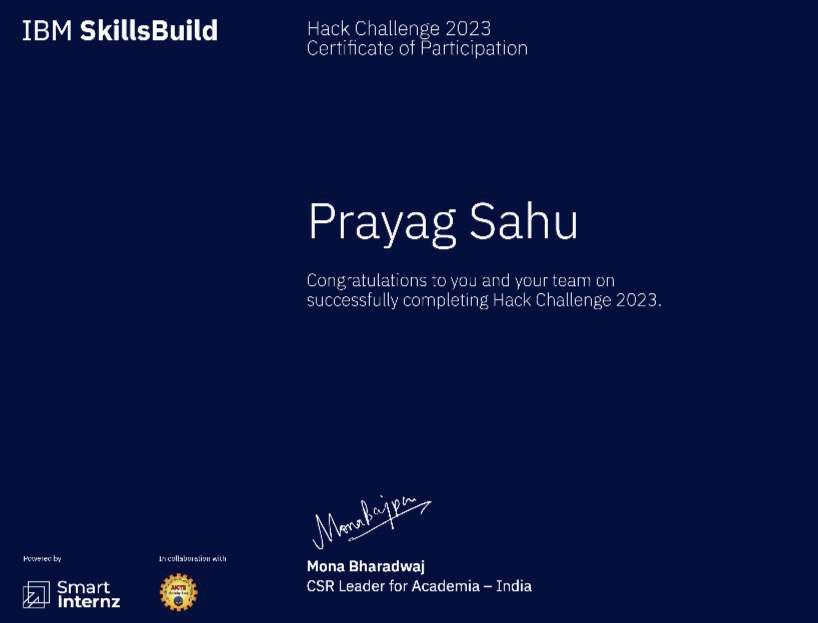 IBM SkillsBuild
Hack Challenge 2023
Certificate of Participation
Prayag Sahu
Congratulations to you and your team on
successfully completing Hack Challenge 2023.
Mona Bharadwaj
CSR Leader for Academia – India
Powered by
Smart
Internz
In collaboration with
AICTE